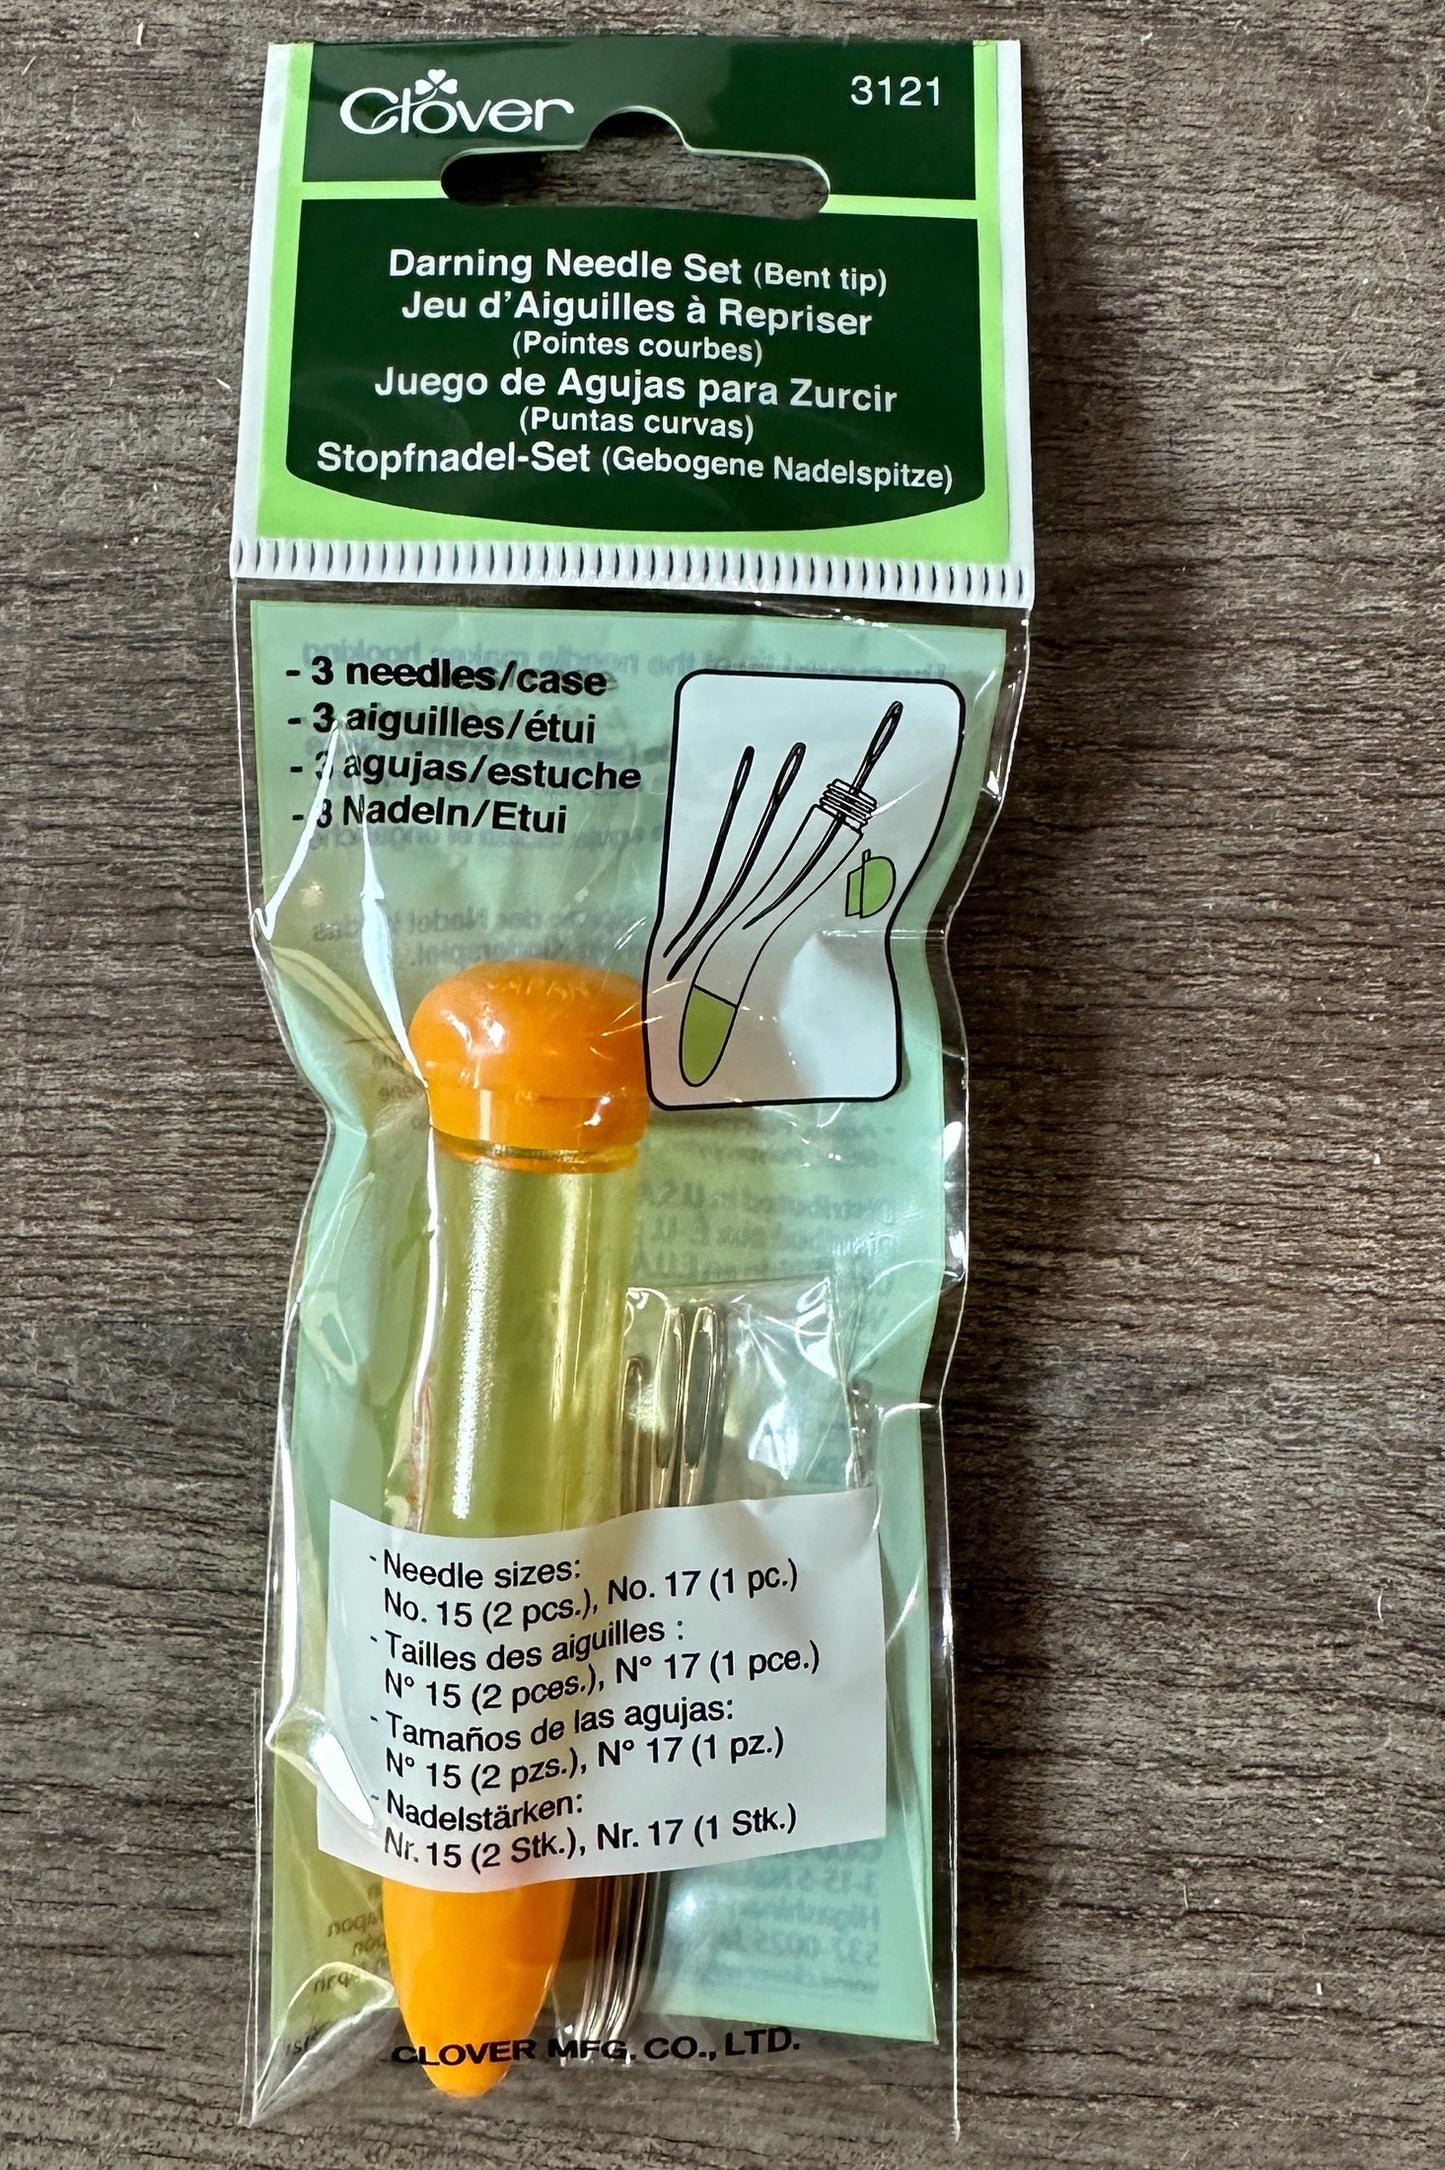 Clover
3121
Darning Needle Set (Bent tip)
Jeu d'Aiguilles à Repriser
(Pointes courbes)
Juego de Agujas para Zurcir
(Puntas curvas)
Stopfnadel-Set (Gebogene Nadelspitze)
- 3 needles/case
- 3 aiguilles/étui
- 3 agujas/estuche
- 3 Nadeln/Etui
- Needle sizes:
No. 15 (2 pcs.), No. 17 (1 pc.)
- Tailles des aiguilles :
N° 15 (2 pces.), N° 17 (1 pce.)
- Tamaños de las agujas:
N° 15 (2 pzs.), N° 17 (1 pz.)
- Nadelstärken:
Nr. 15 (2 Stk.), Nr. 17 (1 Stk.)
CLOVER MFG. CO., LTD.